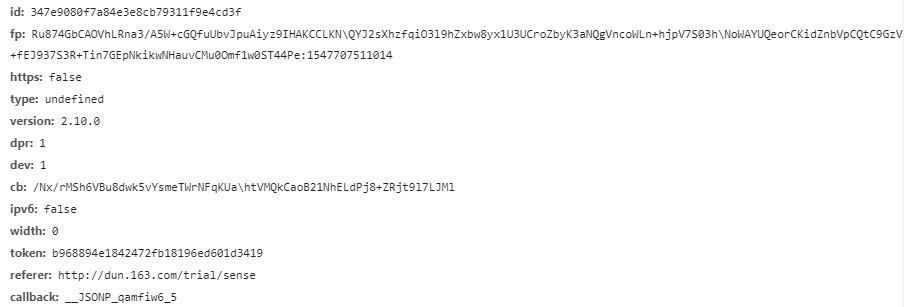 id: 347e9080f7a84e3e8cb79311f9e4cd3f
fp: Ru874GbCAOVhLRna3/A5W+cGQfuUbvJpuAiyz9IHAKCCLKN\QYJ2sXhzfqiO3l9hZxbw8yx1U3UCroZbyK3aNQgVncoWLn+hjpV7S03h\NoWAYUQeorCKidZnbVpCQtC9GzV
+fEJ937S3R+Tin7GEpNkikwNHauvCMu0Omf1w0ST44Pe:1547707511014
https: false
type: undefined
version: 2.10.0
dpr: 1
dev: 1
cb: /Nx/rMSh6VBu8dwk5vYsmeTWrNFqKUa\htVMQkCaoB21NhELdPj8+ZRjt9l7LJMl
ipv6: false
width: 0
token: b968894e1842472fb18196ed601d3419
referer: http://dun.163.com/trial/sense
callback: __JSONP_qamfiw6_5